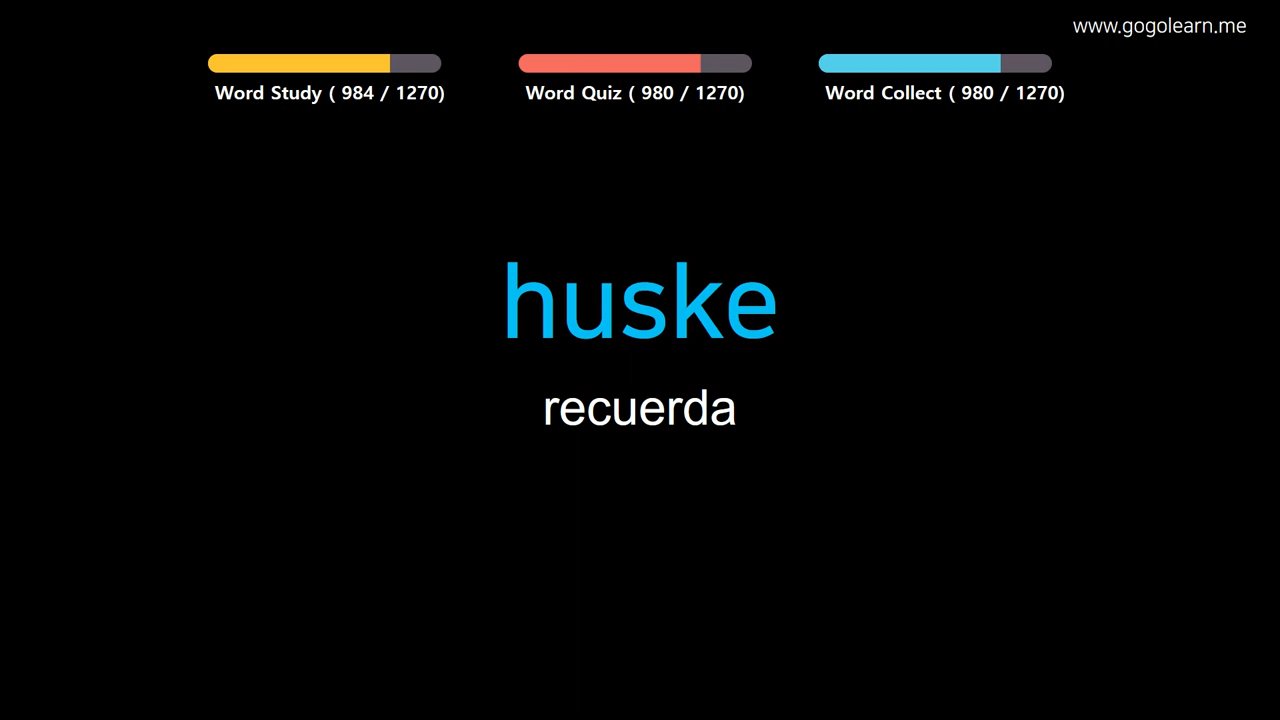 www.gogolearn.me
Word Study ( 984 / 1270)
Word Quiz ( 980 / 1270)
Word Collect ( 980 / 1270)
huske
recuerda